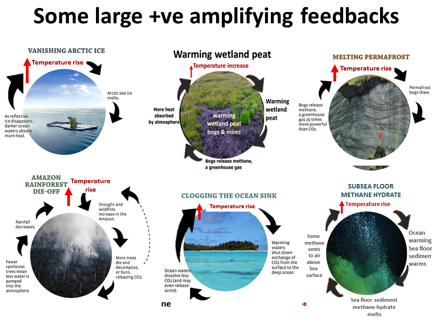 Some large +ve amplifying feedbacks
VANISHING ARCTIC ICE
Temperature rise
Arctic sea ice
melts.
As reflective
ice disappears,
darker ocean
waters absorb
more heat.
Warming wetland peat
Temperature increase
More heat
absorbed
by atmosphere
Warming
wetland
peat
warming
wetland peat
bogs & mires
Bogs release methane,
a greenhouse gas
MELTING PERMAFROST
Temperature rise
Permafrost
bogs thaw.
Bogs release
methane,
a greenhouse
gas 25 times
more powerful
than CO2.
AMAZON
RAINFOREST
DIE-OFF
Temperature
rise
Rainfall
decreases.
Drought and
wildfires
increase in the
Amazon.
More trees
die and
decompose,
or burn,
releasing CO2.
Fewer
rainforest
trees mean
less water is
pumped
into the
atmosphere.
CLOGGING THE OCEAN SINK
Temperature rise
Warming
waters
shut down
exchange of
CO2 from the
surface to the
deep ocean.
Ocean waters
dissolve less
CO2 (and may
even release
some).
ne
SUBSEA FLOOR
METHANE HYDRATE
Temperature rise
Some
methane
vents
to air
above
Sea
surface
Ocean
warming
Sea floor
sediment
warms
Sea floor sediment
methane hydrate
melts
e